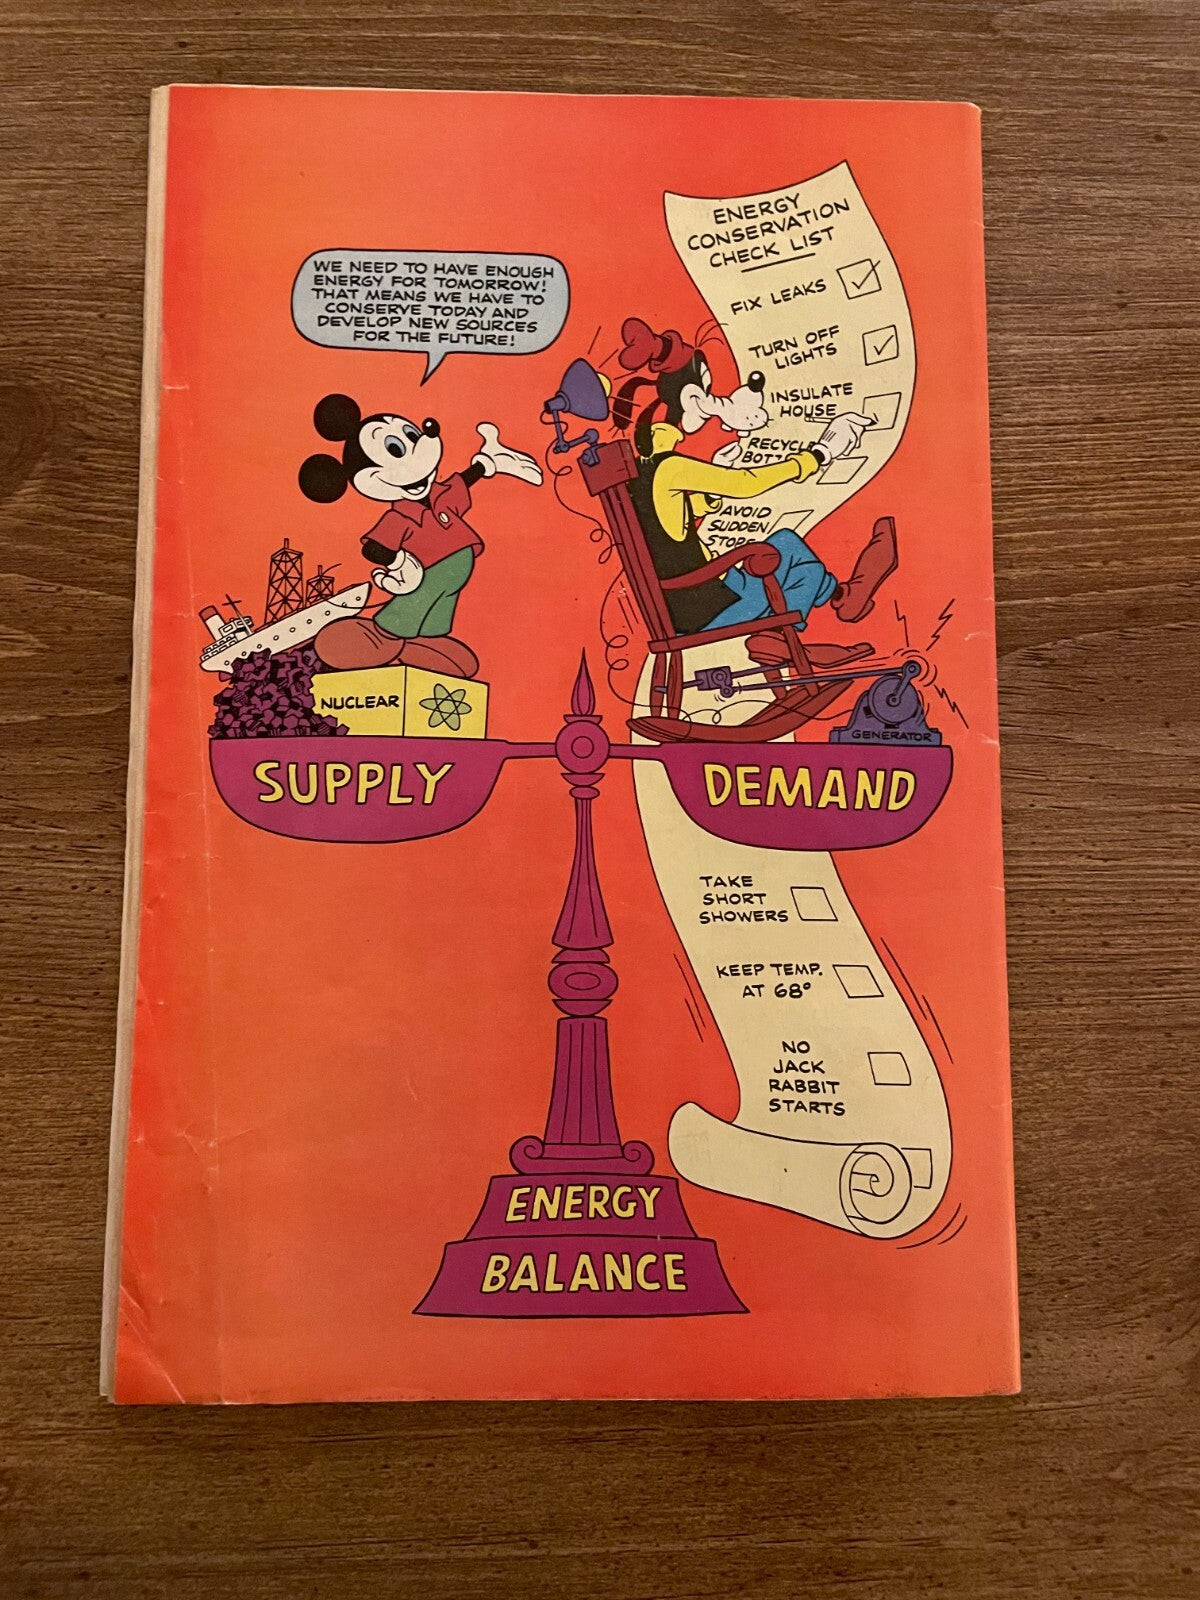 WE NEED TO HAVE ENOUGH
ENERGY FOR TOMORROW!
THAT MEANS WE HAVE TO
CONSERVE TODAY AND
DEVELOP NEW SOURCES
FOR THE FUTURE!
ENERGY
CONSERVATION
CHECK LIST
FIX LEAKS
TURN OFF
LIGHTS
INSULATE
HOUSE
AVOID
SUDDEN
STOPS
NUCLEAR
GENERATOR
SUPPLY
DEMAND
TAKE
SHORT
SHOWERS
KEEP TEMP.
AT 68°
NO
JACK
RABBIT
STARTS
ENERGY
BALANCE